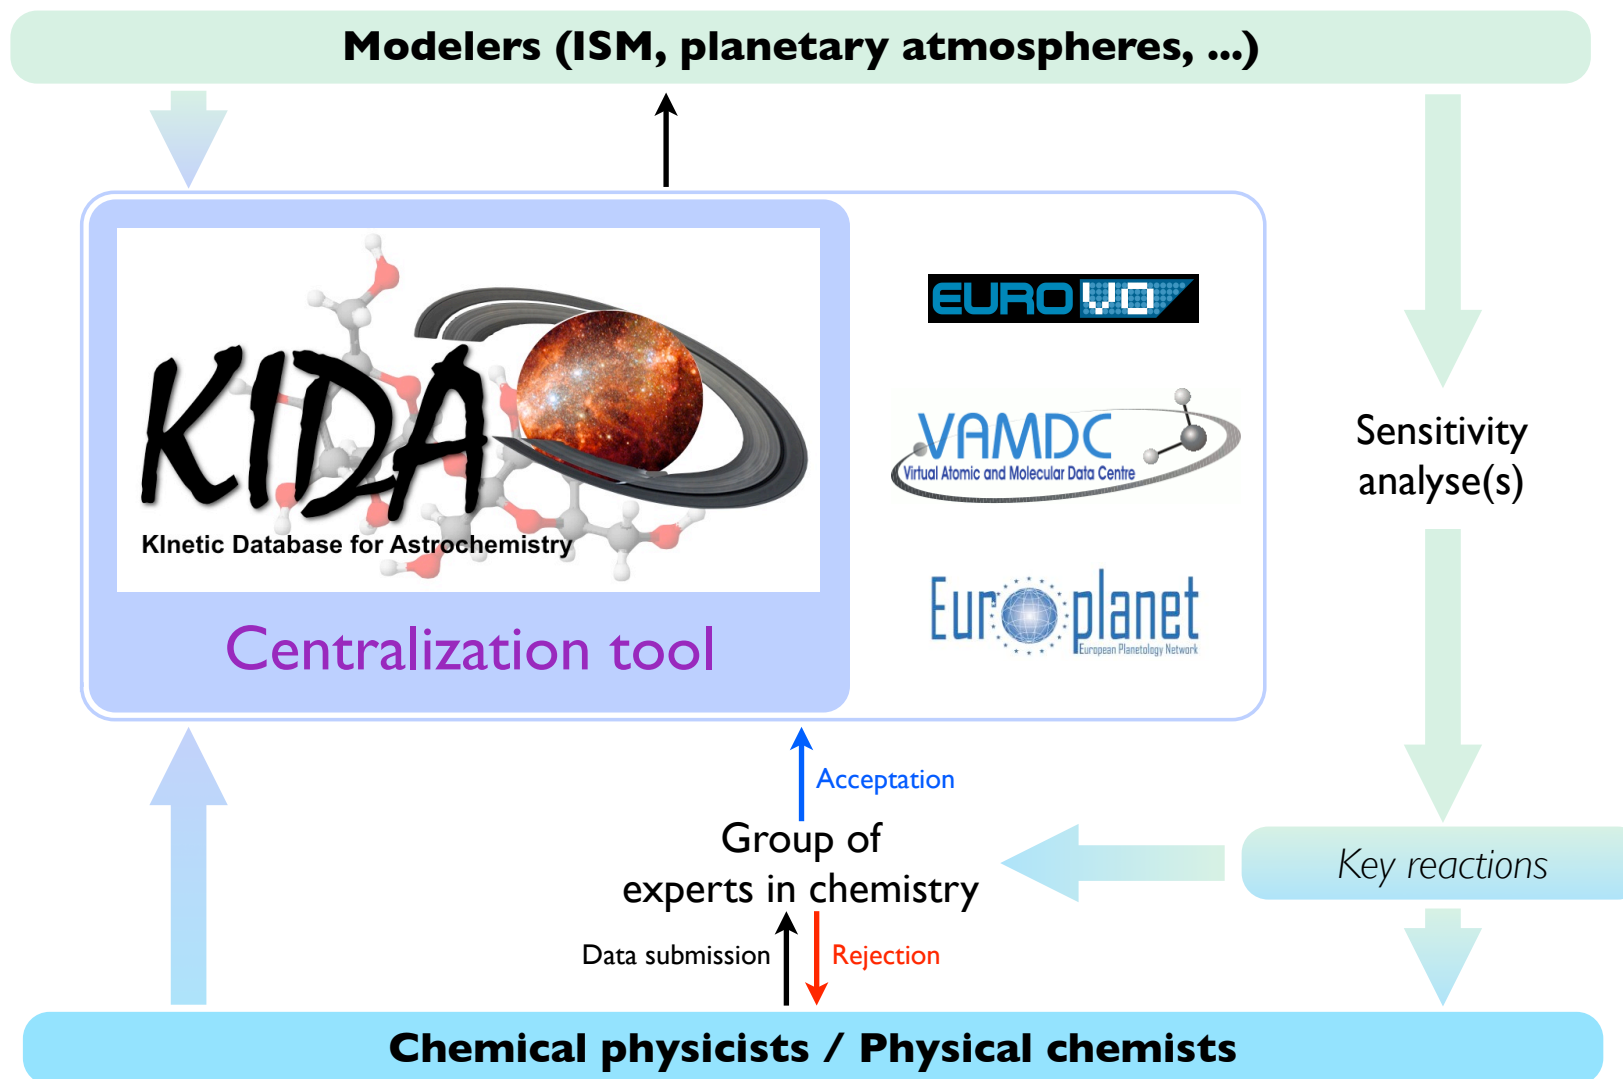 Modelers (ISM, planetary atmospheres, ...)
KIDA
KInetic Database for Astrochemistry
Centralization tool
EURO VO
VAMDC
Virtual Atomic and Molecular Data Centre
Europlanet
European Planetology Network
Sensitivity
analyse(s)
Acceptation
Group of
experts in chemistry
Key reactions
Data submission
Rejection
Chemical physicists / Physical chemists